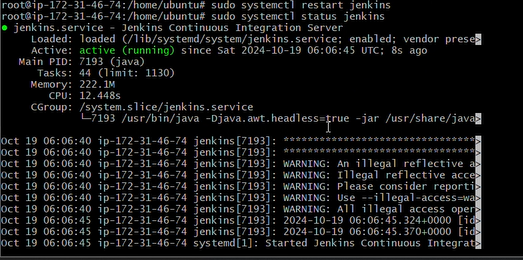 root@ip-172-31-46-74:/home/ubuntu# sudo systemctl restart jenkins
root@ip-172-31-46-74:/home/ubuntu# sudo systemctl status jenkins
● jenkins.service - Jenkins Continuous Integration Server
Loaded: loaded (/lib/systemd/system/jenkins.service; enabled; vendor prese>
Active: active (running) since Sat 2024-10-19 06:06:45 UTC; 8s ago
Main PID: 7193 (java)
Tasks: 44 (limit: 1130)
Memory: 222.1M
CPU: 12.448s
CGroup: /system.slice/jenkins.service
└─7193 /usr/bin/java -Djava.awt.headless=true -jar /usr/share/java>
Oct 19 06:06:40 ip-172-31-46-74 jenkins[7193]: *******************************>
Oct 19 06:06:40 ip-172-31-46-74 jenkins[7193]: *******************************>
Oct 19 06:06:40 ip-172-31-46-74 jenkins[7193]: WARNING: An illegal reflective a>
Oct 19 06:06:40 ip-172-31-46-74 jenkins[7193]: WARNING: Illegal reflective acce>
Oct 19 06:06:40 ip-172-31-46-74 jenkins[7193]: WARNING: Please consider reporti>
Oct 19 06:06:40 ip-172-31-46-74 jenkins[7193]: WARNING: Use --illegal-access=wa>
Oct 19 06:06:40 ip-172-31-46-74 jenkins[7193]: WARNING: All illegal access oper>
Oct 19 06:06:45 ip-172-31-46-74 jenkins[7193]: 2024-10-19 06:06:45.324+0000 [id>
Oct 19 06:06:45 ip-172-31-46-74 jenkins[7193]: 2024-10-19 06:06:45.370+0000 [id>
Oct 19 06:06:45 ip-172-31-46-74 systemd[1]: Started Jenkins Continuous Integrat>